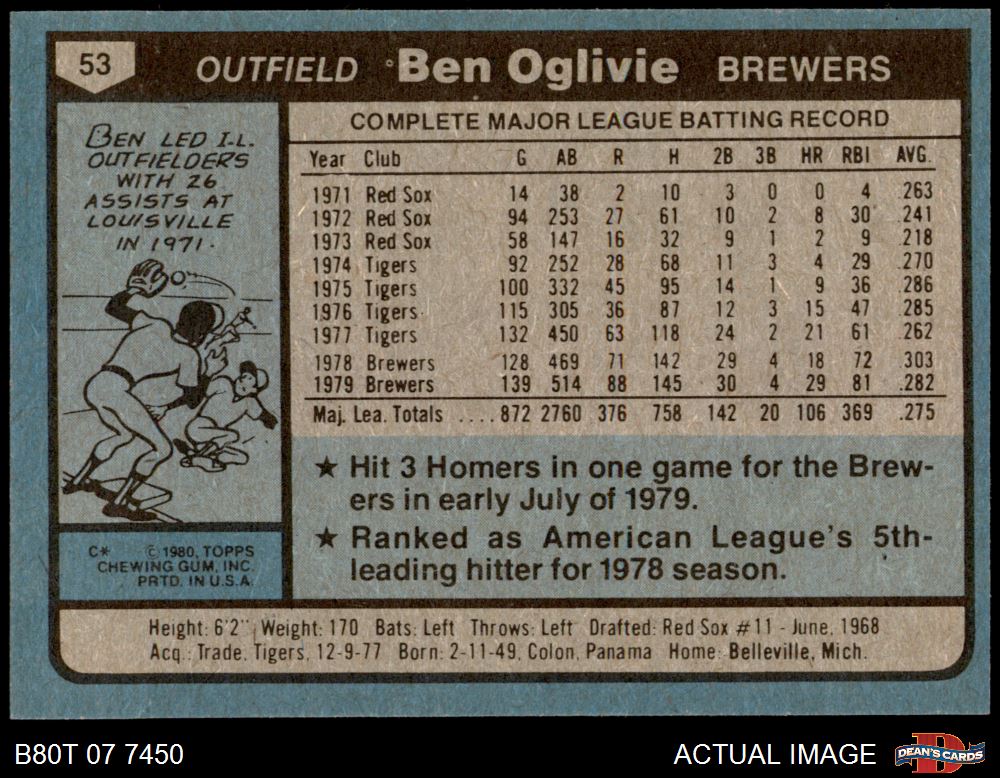 53
OUTFIELD Ben Oglivie BREWERS
BEN LED I.L.
OUTFIELDERS
WITH 26
ASSISTS AT
LOUISVILLE
IN 1971.
COMPLETE MAJOR LEAGUE BATTING RECORD
Year Club G AB R H 2B 3B HR RBI AVG.
1971 Red Sox 14 38 2 10 3 0 0 4 .263
1972 Red Sox 94 253 27 61 10 2 8 30 .241
1973 Red Sox 58 147 16 32 9 1 2 9 .218
1974 Tigers 92 252 28 68 11 3 4 29 .270
1975 Tigers 100 332 45 95 14 1 9 36 .286
1976 Tigers 115 305 36 87 12 3 15 47 .285
1977 Tigers 132 450 63 118 24 2 21 61 .262
1978 Brewers 128 469 71 142 29 4 18 72 .303
1979 Brewers 139 514 88 145 30 4 29 81 .282
Maj. Lea. Totals ....872 2760 376 758 142 20 106 369 .275
★ Hit 3 Homers in one game for the Brew-
ers in early July of 1979.
★ Ranked as American League's 5th-
leading hitter for 1978 season.
C* © 1980, TOPPS
CHEWING GUM, INC.
PRTD. IN U.S.A.
Height: 6'2" Weight: 170 Bats: Left Throws: Left Drafted: Red Sox #11 - June, 1968
Acq.: Trade, Tigers, 12-9-77 Born: 2-11-49, Colon, Panama Home: Belleville, Mich.
B80T 07 7450
ACTUAL IMAGE
DEAN'S CARDS